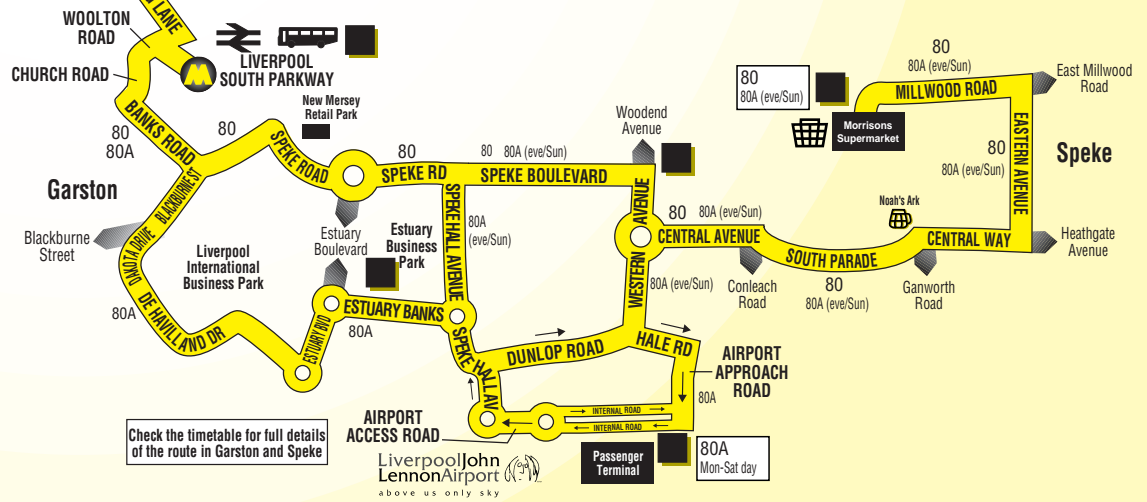 LANE
WOOLTON
ROAD
CHURCH ROAD
M
LIVERPOOL
SOUTH PARKWAY
New Mersey
Retail Park
BANKS ROAD
80
80A
80
SPEKE ROAD
Garston
BLACKBURNE ST
Blackburne
Street
DAKOTA DRIVE
80A
DE HAVILLAND DR
Liverpool
International
Business Park
Estuary
Boulevard
Estuary
Business
Park
ESTUARY BVD
ESTUARY BANKS
80A
80
SPEKE RD
80 80A (eve/Sun)
SPEKE BOULEVARD
SPEKE HALL AVENUE
80A
(eve/Sun)
Woodend
Avenue
WESTERN AVENUE
80 80A (eve/Sun)
CENTRAL AVENUE
80A (eve/Sun)
Conleach
Road
SOUTH PARADE
80
80A (eve/Sun)
Noah's Ark
CENTRAL WAY
Ganworth
Road
Heathgate
Avenue
EASTERN AVENUE
80
80A (eve/Sun)
Speke
East Millwood
Road
80
80A (eve/Sun)
MILLWOOD ROAD
80
80A (eve/Sun)
Morrisons
Supermarket
SPEKE HALL AV
DUNLOP ROAD
HALE RD
AIRPORT
APPROACH
ROAD
80A
INTERNAL ROAD
INTERNAL ROAD
AIRPORT
ACCESS ROAD
Passenger
Terminal
80A
Mon-Sat day
Check the timetable for full details
of the route in Garston and Speke
LiverpoolJohn
LennonAirport
above us only sky